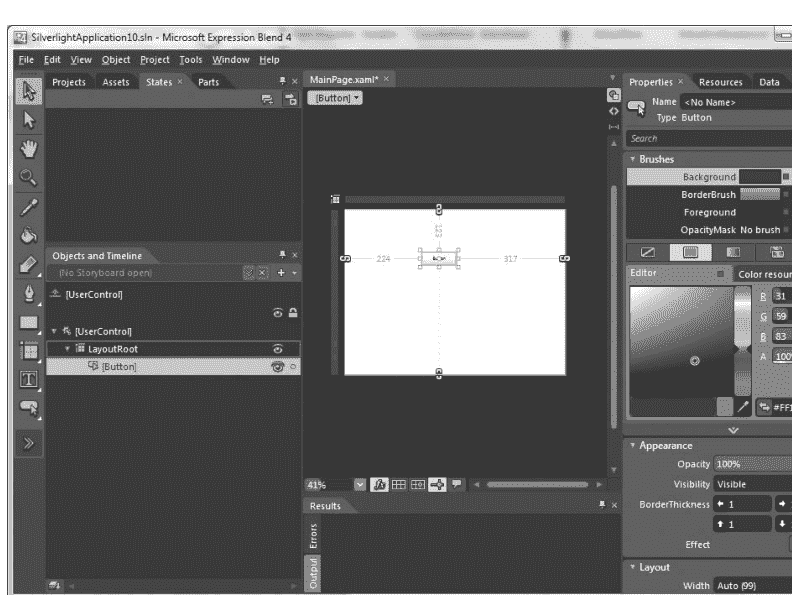 SilverlightApplication10.sln - Microsoft Expression Blend 4
File Edit View Object Project Tools Window Help
Projects Assets States × Parts
MainPage.xaml* ×
[Button]
Properties × Resources Data
Name <No Name>
Type Button
Search
Brushes
Background
BorderBrush
Foreground
OpacityMask No brush
Editor
Color resour
R 31
G 59
B 83
A 100%
#FF1
Objects and Timeline
(No Storyboard open)
[UserControl]
[UserControl]
LayoutRoot
[Button]
224
317
41%
Appearance
Opacity 100%
Visibility Visible
BorderThickness 1
1
Effect
Layout
Width Auto (99)
Results
Errors
Output